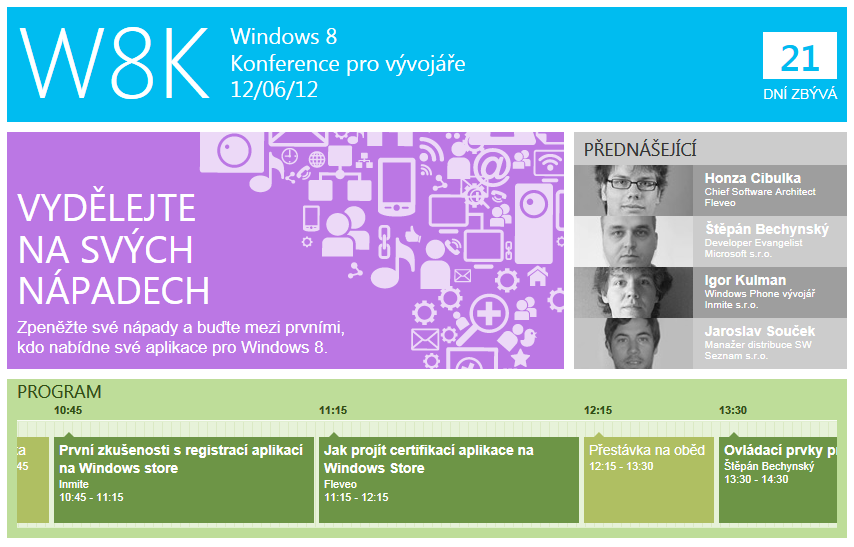 W8K
Windows 8
Konference pro vývojáře
12/06/12
21
DNÍ ZBÝVÁ
VYDĚLEJTE
NA SVÝCH
NÁPADECH
Zpeněžte své nápady a buďte mezi prvními,
kdo nabídne své aplikace pro Windows 8.
PŘEDNÁŠEJÍCÍ
Honza Cibulka
Chief Software Architect
Fleveo
Štěpán Bechynský
Developer Evangelist
Microsoft s.r.o.
Igor Kulman
Windows Phone vývojář
Inmite s.r.o.
Jaroslav Souček
Manažer distribuce SW
Seznam s.r.o.
PROGRAM
10:45
11:15
12:15
13:30
ka
45
První zkušenosti s registrací aplikací
na Windows store
Inmite
10:45 - 11:15
Jak projít certifikací aplikace na
Windows Store
Fleveo
11:15 - 12:15
Přestávka na oběd
12:15 - 13:30
Ovládací prvky p
Štěpán Bechynský
13:30 - 14:30